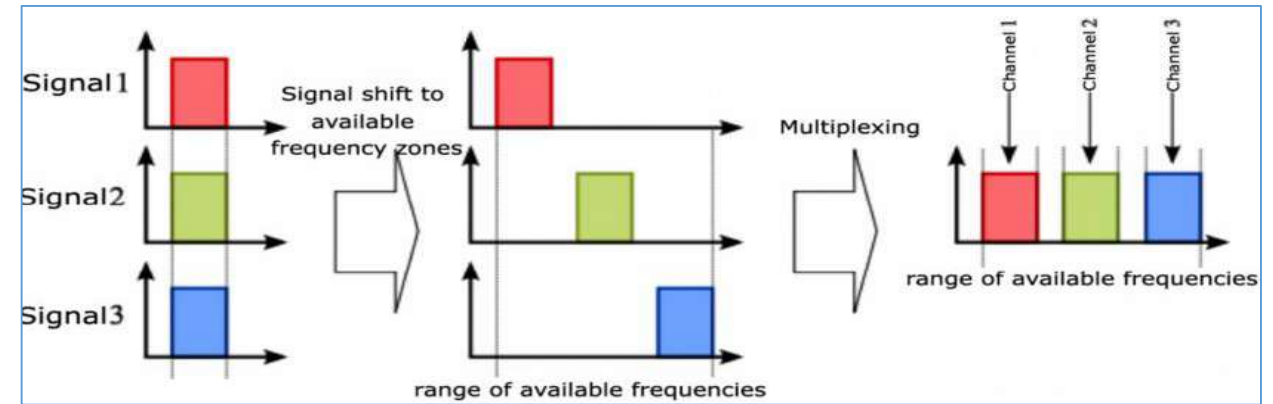 Signal1
Signal2
Signal3
Signal shift to
available
frequency zones
range of available frequencies
Multiplexing
Channel 1
Channel 2
Channel 3
range of available frequencies